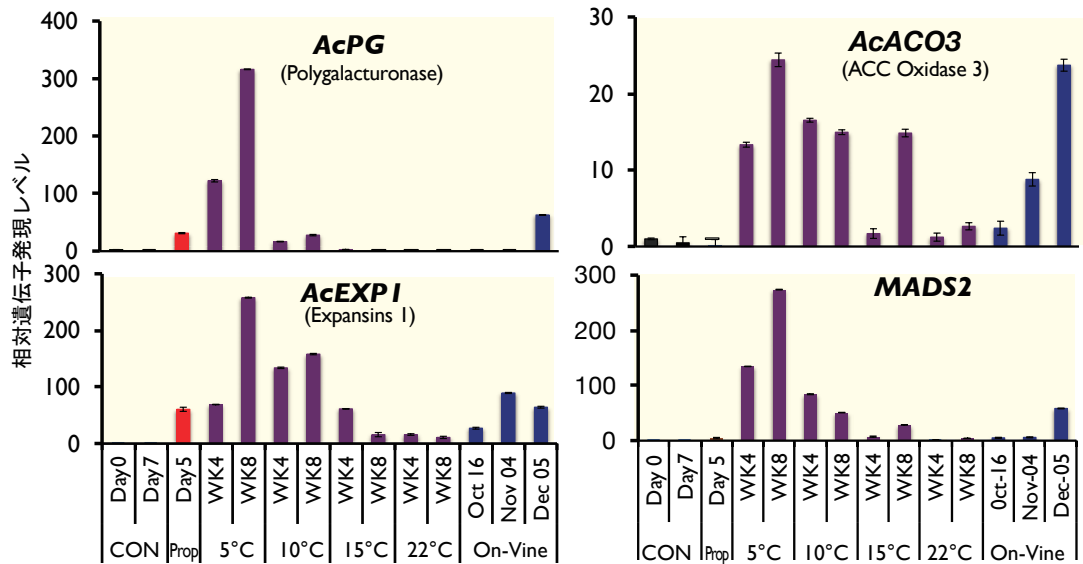 相対遺伝子発現レベル
400
300
200
100
0
AcPG
(Polygalacturonase)
30
20
10
0
AcACO3
(ACC Oxidase 3)
300
200
100
0
AcEXP1
(Expansins 1)
300
200
100
0
MADS2
Day0 Day7 Day5 WK4 WK8 WK4 WK8 WK4 WK8 WK4 WK8 Oct 16 Nov 04 Dec 05
CON Prop 5°C 10°C 15°C 22°C On-Vine
Day 0 Day 7 Day 5 WK4 WK8 WK4 WK8 WK4 WK8 WK4 WK8 0ct-16 Nov-04 Dec-05
CON Prop 5°C 10°C 15°C 22°C On-Vine